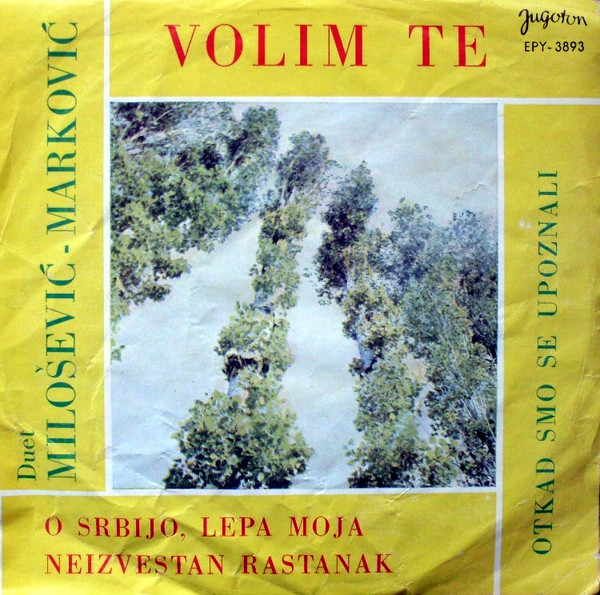 Jugoton
EPY-3893
VOLIM TE
Duet
MILOŠEVIĆ - MARKOVIĆ
OTKAD SMO SE UPOZNALI
O SRBIJO, LEPA MOJA
NEIZVESTAN RASTANAK